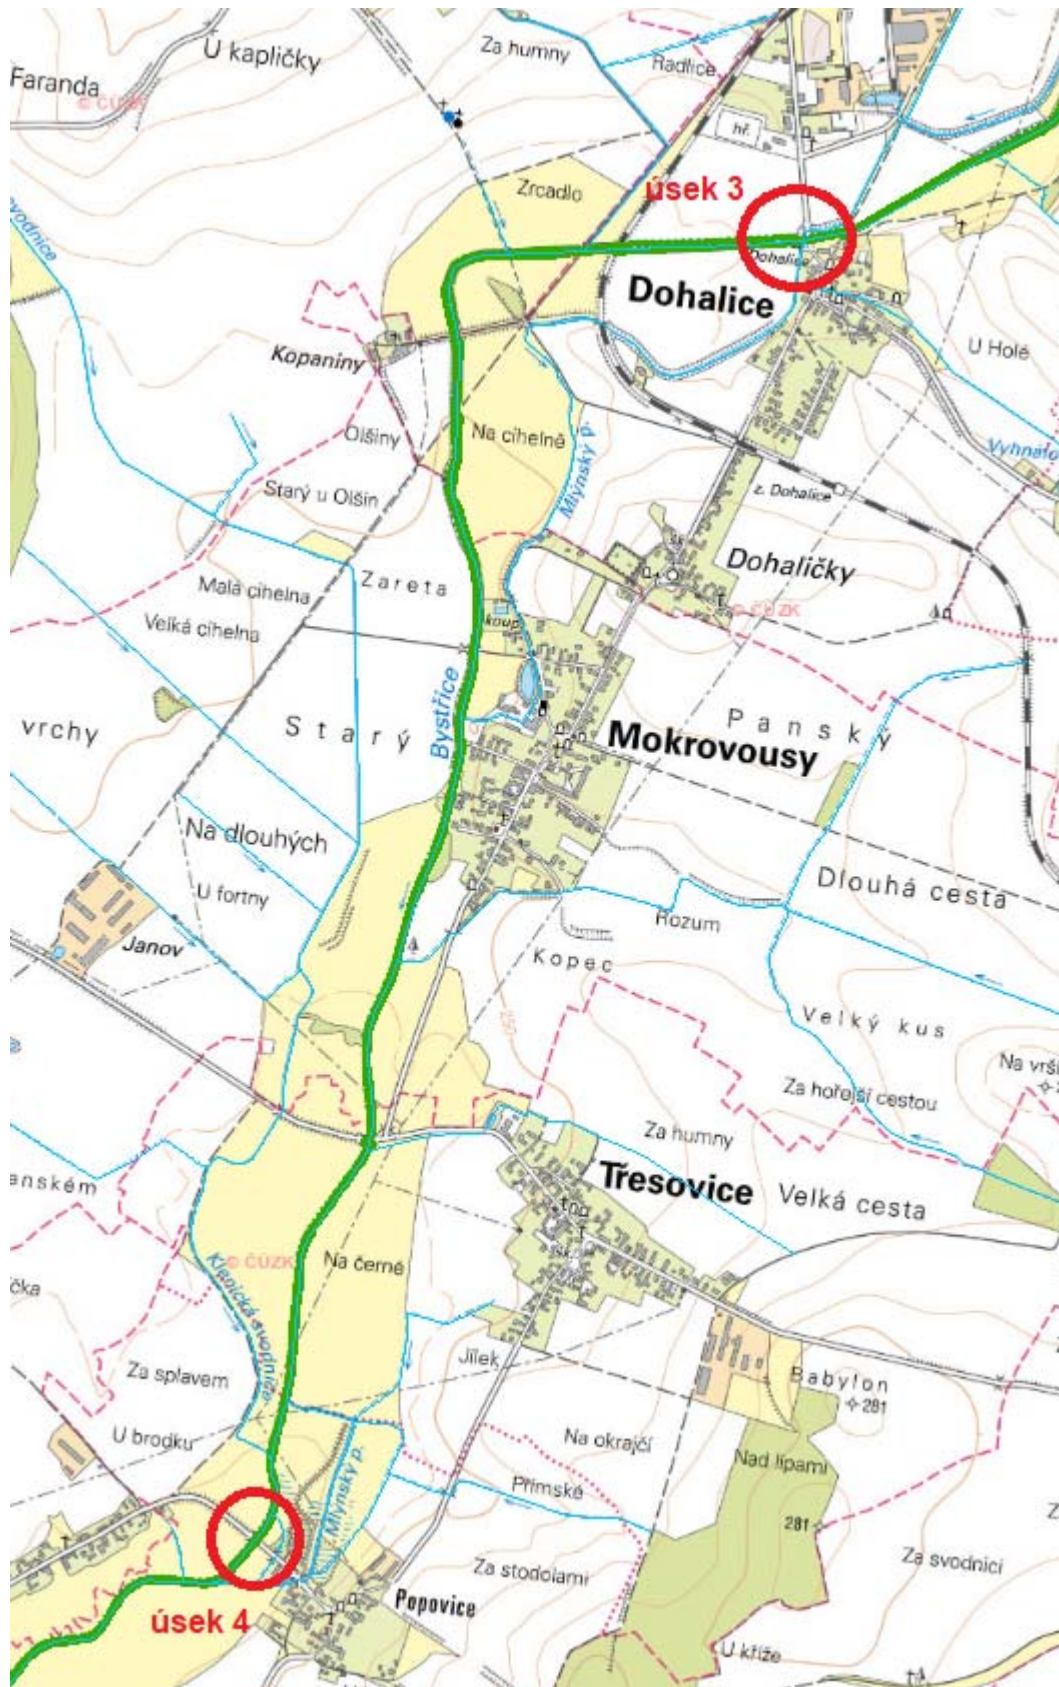 U kapličky
Za humny
Radlice
Faranda
© ČÚZK
hř.
Zrcadlo
úsek 3
Dohalice
Dohalice
U Holé
Kopaniny
Olšiny
Na cihelně
Mlýnský p.
Starý u Olšin
z. Dohalice
Dohaličky
Zareta
Malá cihelna
© ČÚZK
Velká cihelna
koup.
Bystřice
Starý
Panský
vrchy
Mokrovousy
Na dlouhých
U fortny
Dlouhá cesta
Rozum
Janov
Kopec
Velký kus
Na vrší
Za hořejší cestou
Za humny
Třesovice
Velká cesta
anském
© ČÚZK
Na černé
čka
Klenická svodnice
Jílek
Za splavem
Babylon
281
U brodku
Na okrajčí
Nad lipami
Mlýnský p.
Přímské
281
Za stodolami
Za svodnicí
Popovice
úsek 4
U kříže